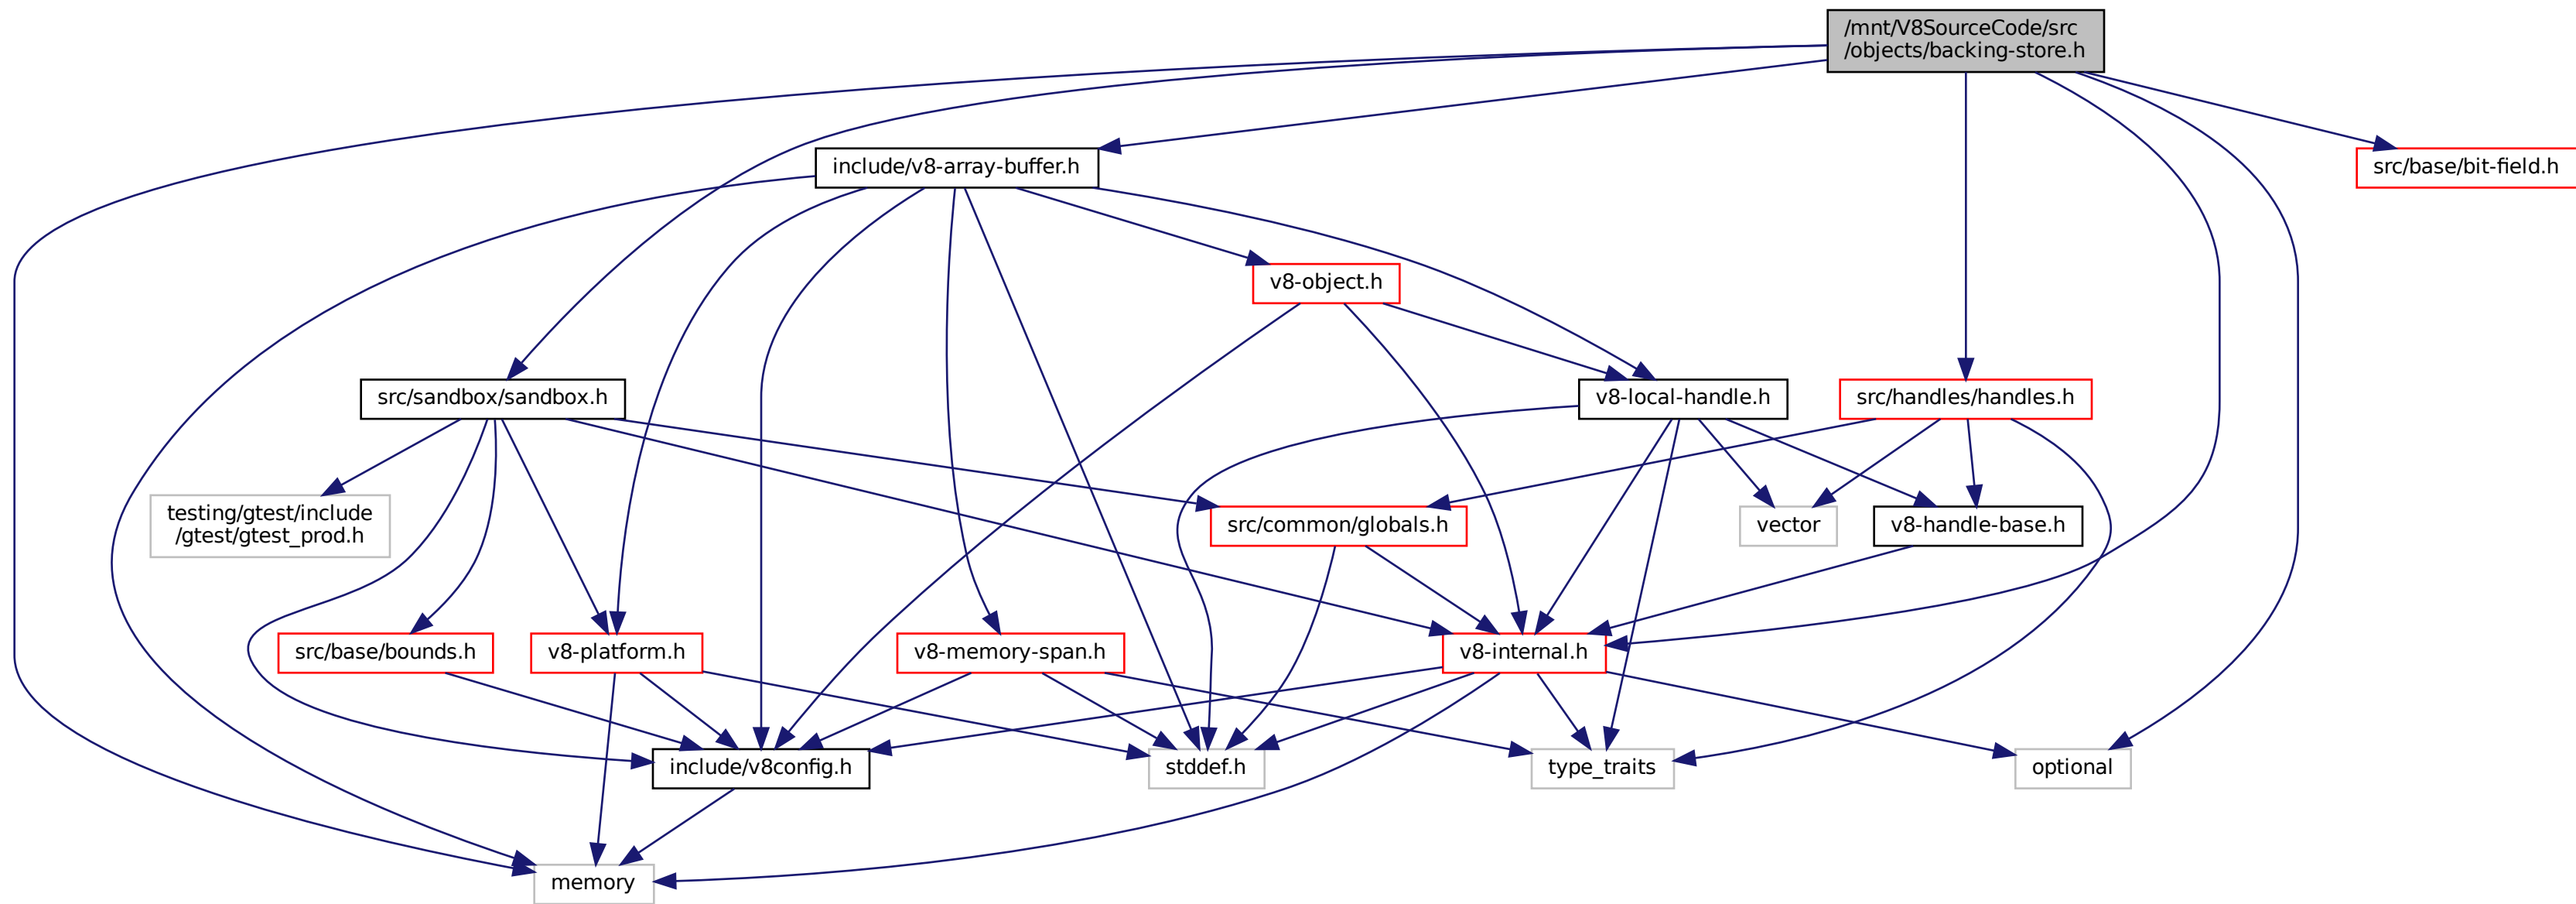 /mnt/V8SourceCode/src
/objects/backing-store.h
include/v8-array-buffer.h
src/base/bit-field.h
v8-object.h
src/sandbox/sandbox.h
v8-local-handle.h
src/handles/handles.h
testing/gtest/include
/gtest/gtest_prod.h
src/common/globals.h
vector
v8-handle-base.h
src/base/bounds.h
v8-platform.h
v8-memory-span.h
v8-internal.h
include/v8config.h
stddef.h
type_traits
optional
memory